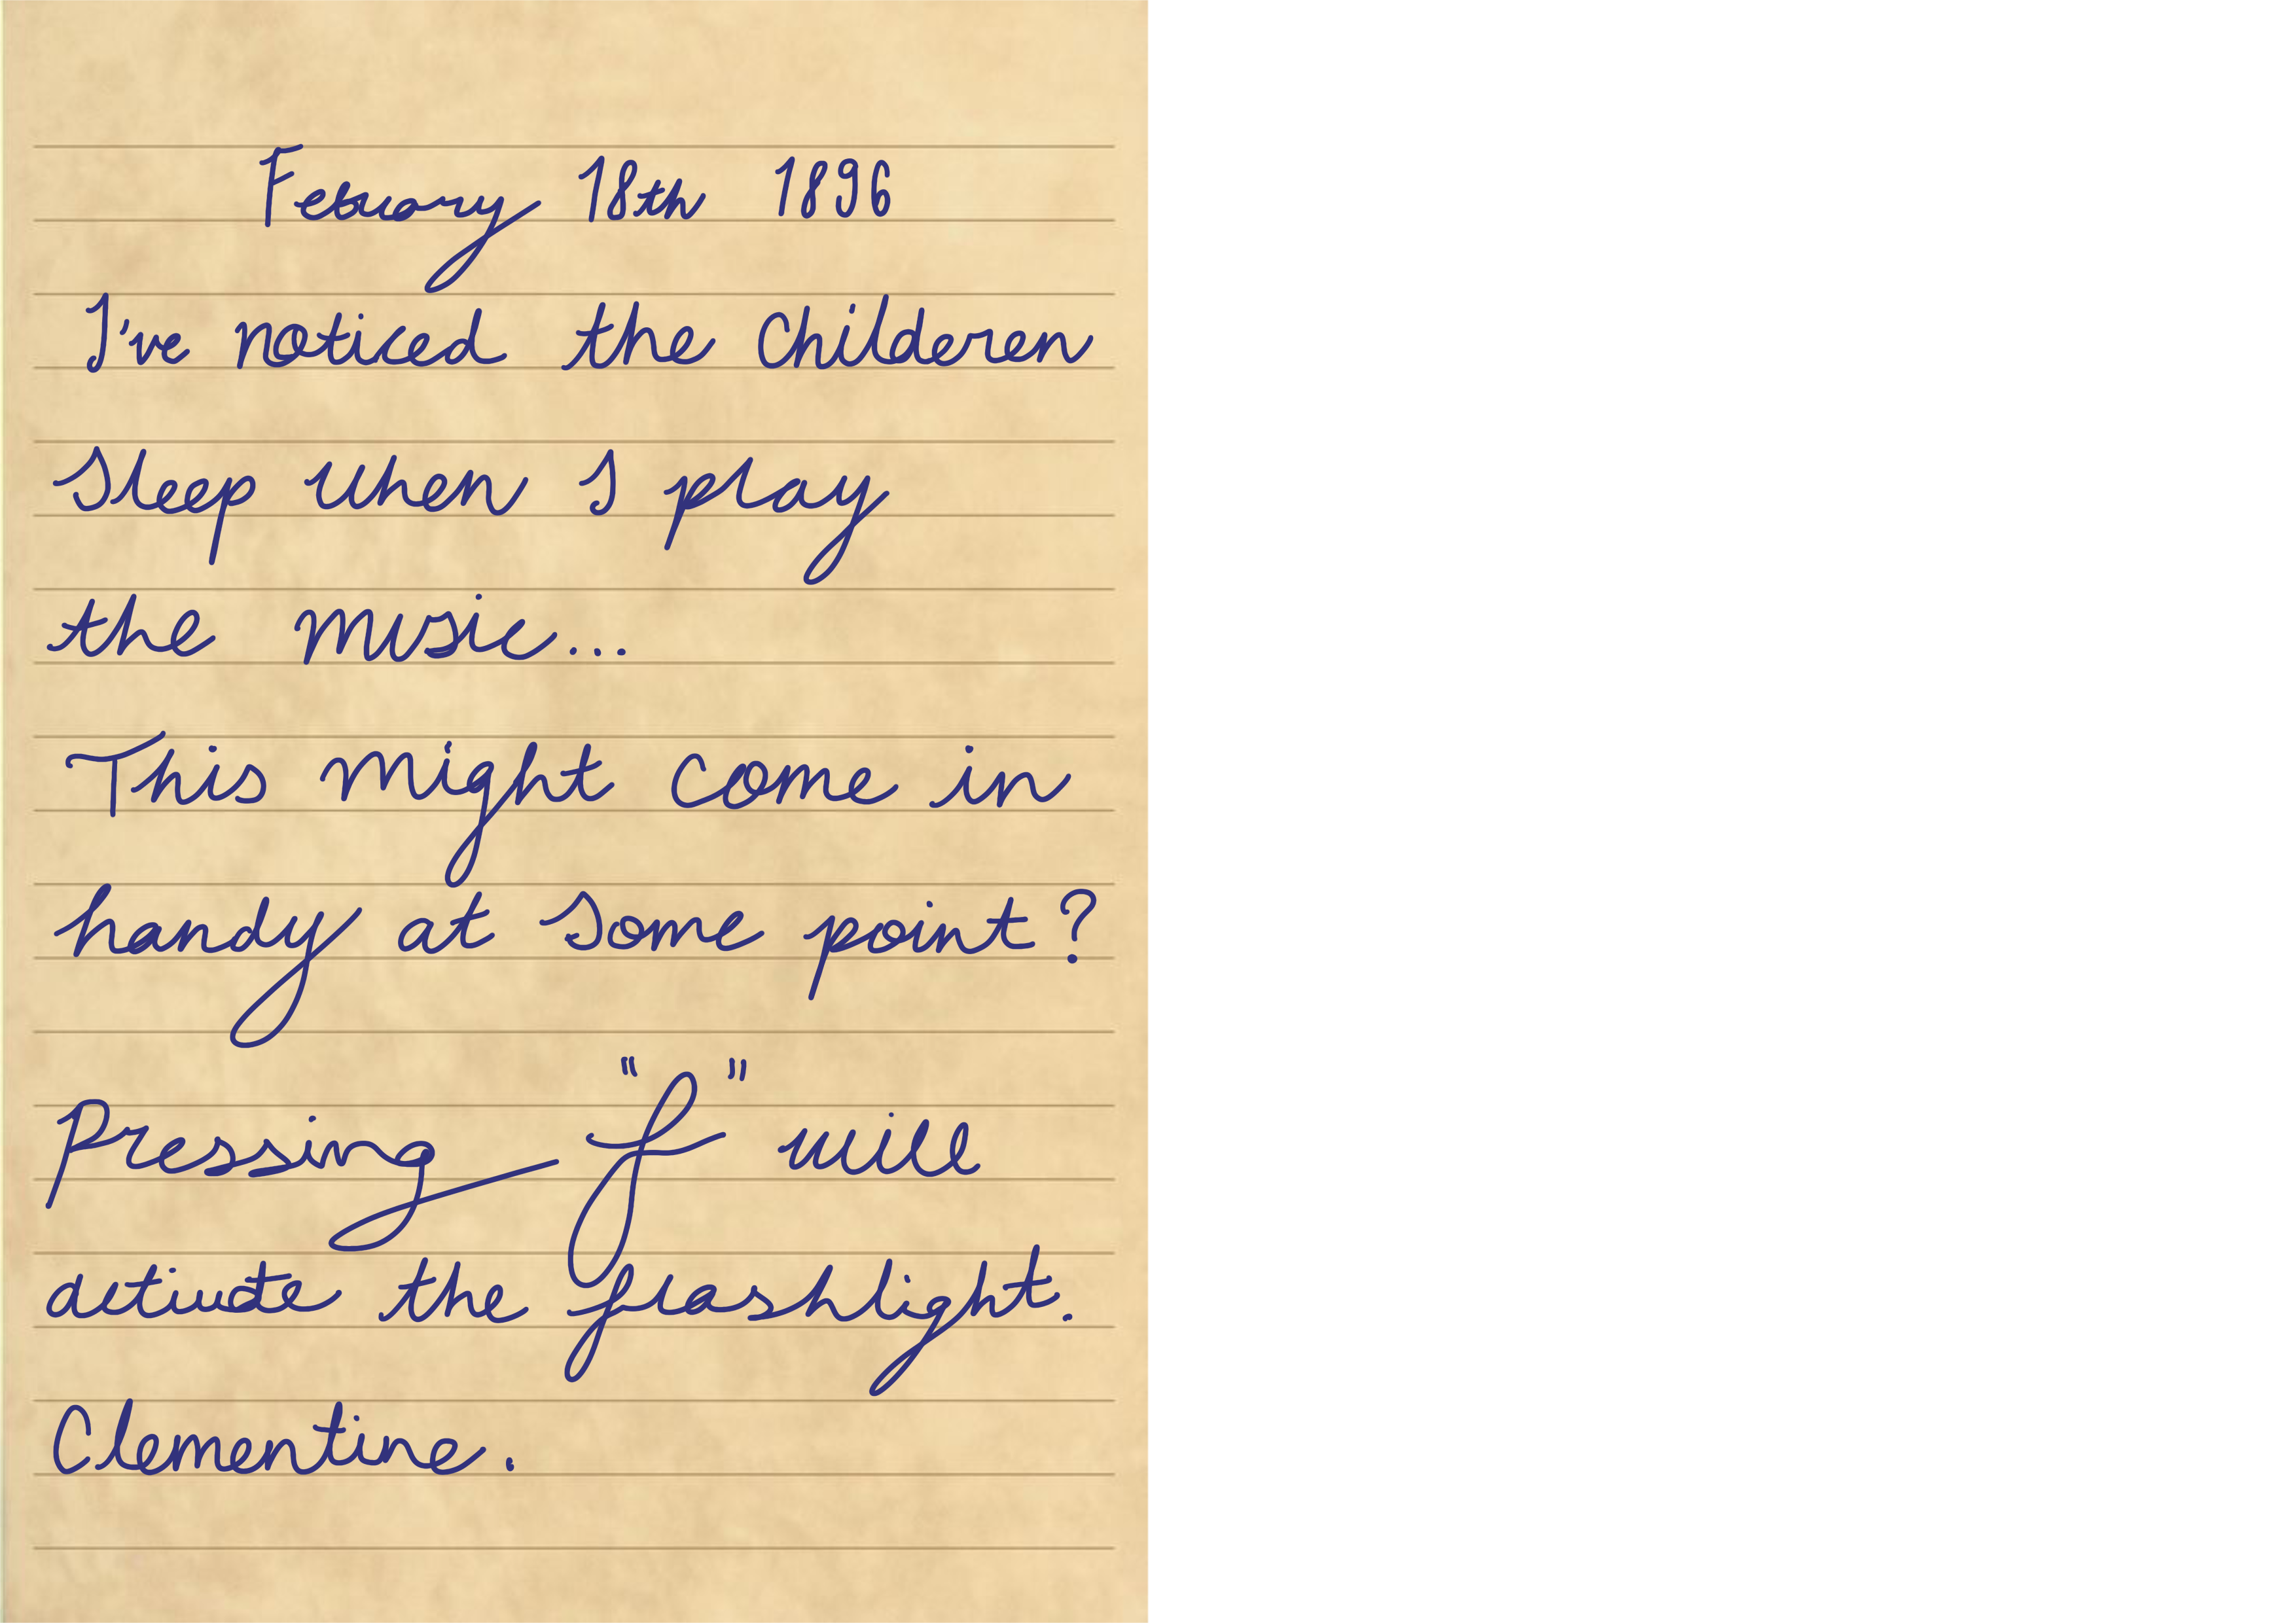 Febuary 18th 1896
I've noticed the Childeren
Sleep when I play
the music...
This might come in
handy at some point?
Pressing "f" will
activate the flashlight.
Clementine.